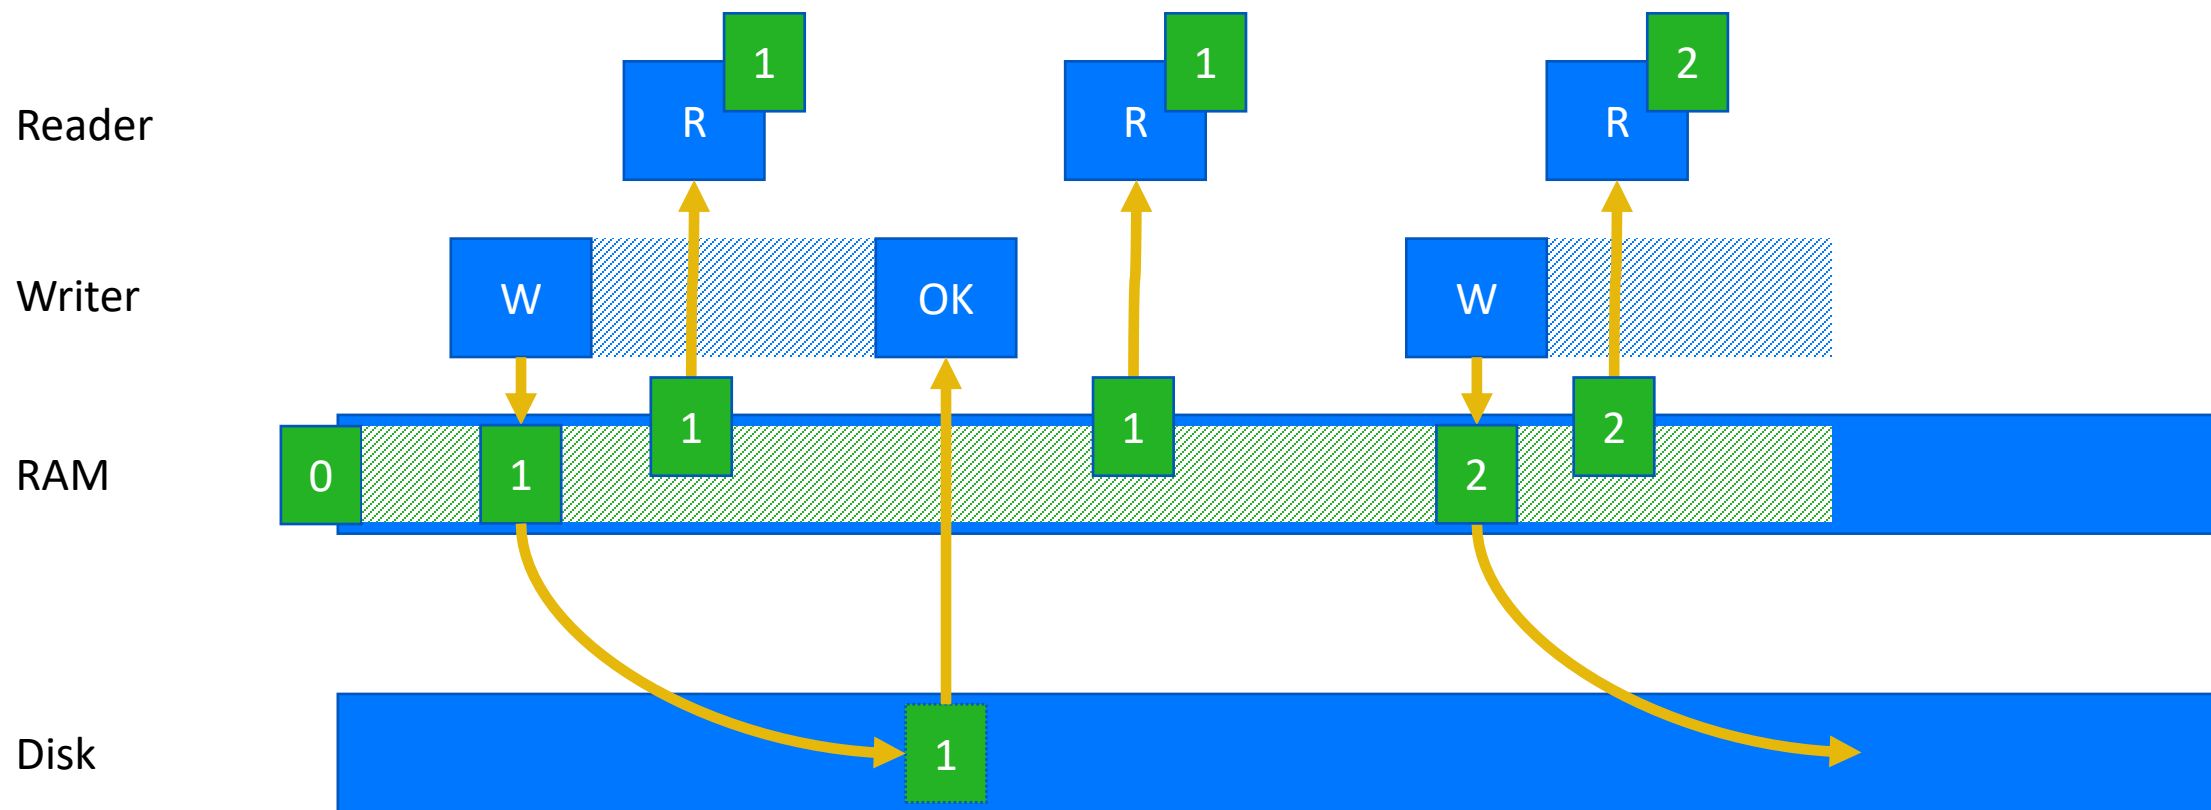 1 1 2
Reader R R R
Writer W OK W
1 1 2
RAM 0 1 2
Disk 1